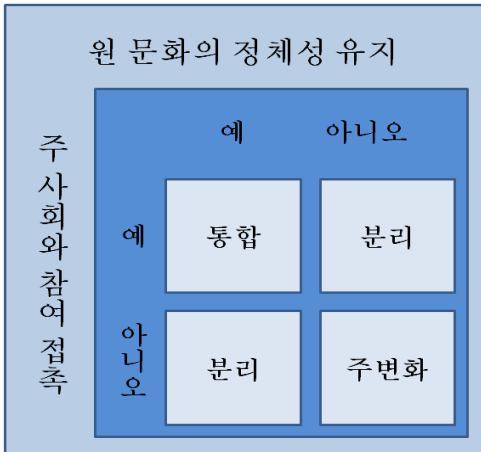 원 문화의 정체성 유지
주 사회와 참여 접촉
예 아니오
예 통합 분리
아니오 분리 주변화